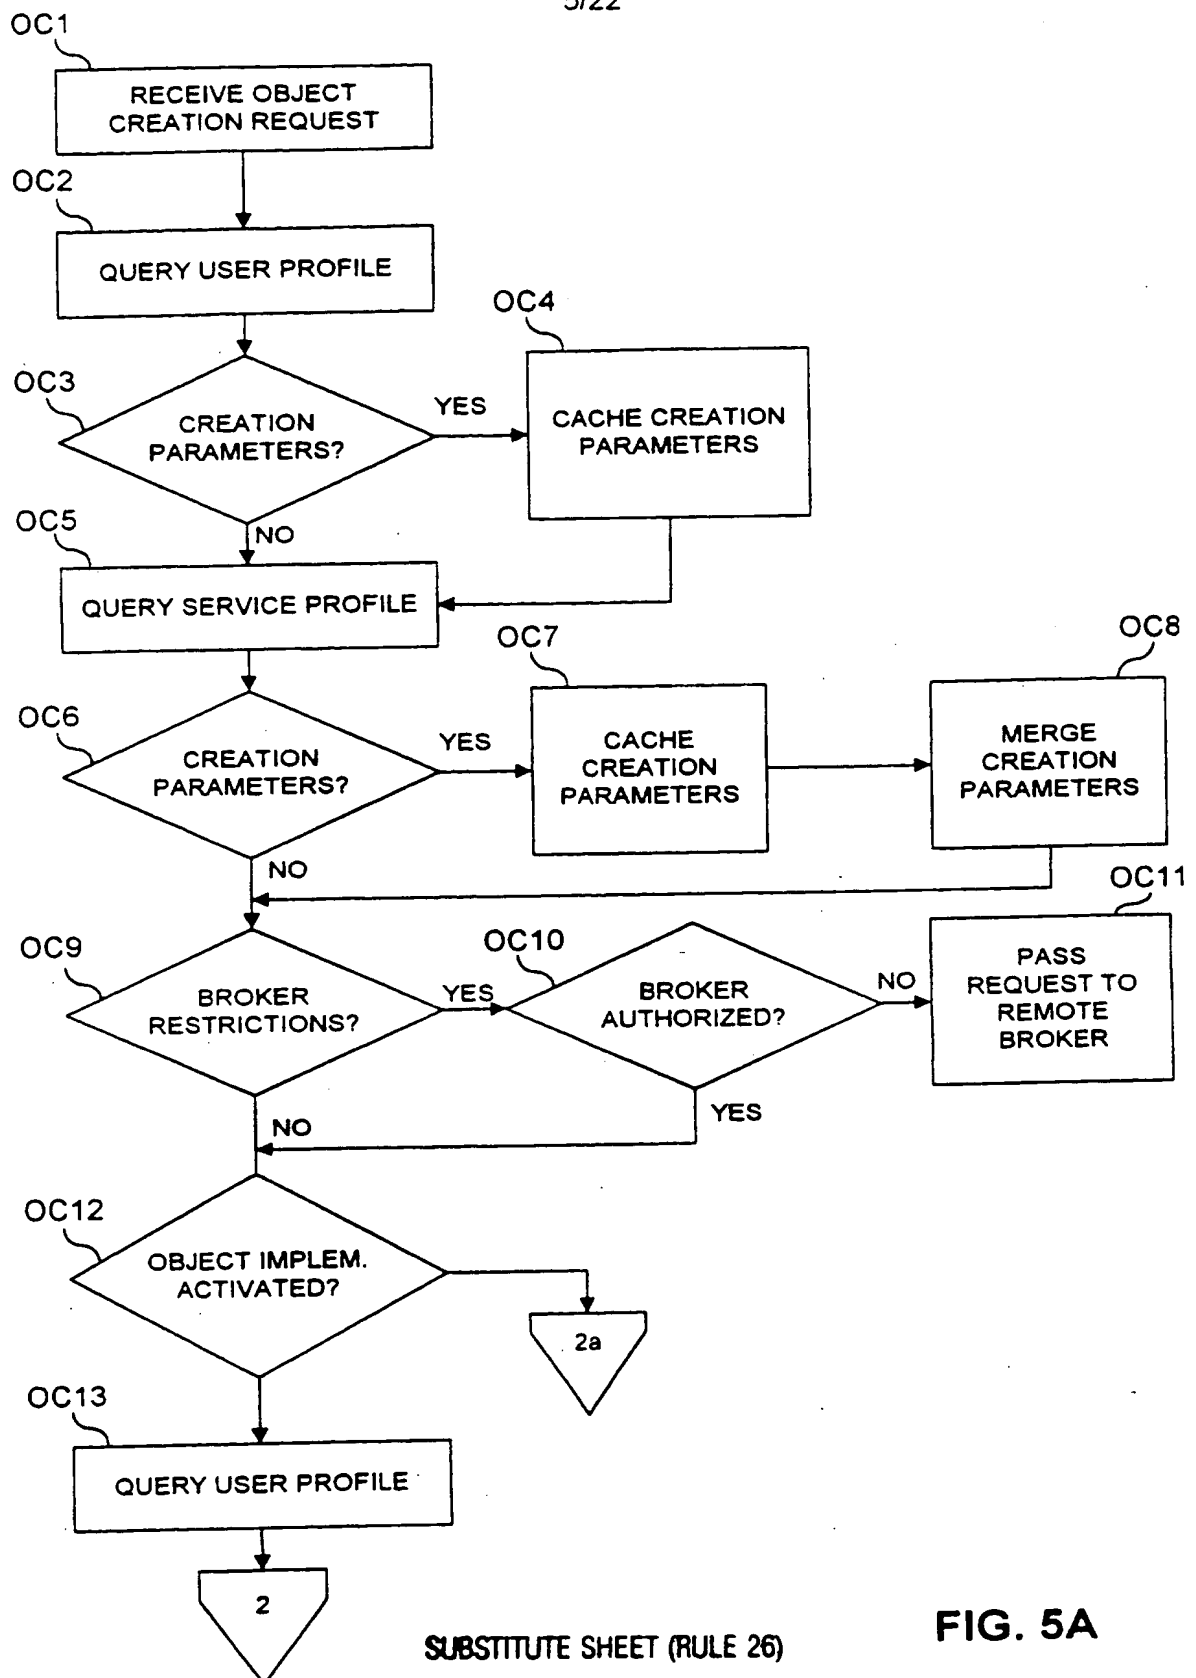 5/22
OC1
RECEIVE OBJECT
CREATION REQUEST
OC2
QUERY USER PROFILE
OC3
CREATION
PARAMETERS?
YES
OC4
CACHE CREATION
PARAMETERS
NO
OC5
QUERY SERVICE PROFILE
OC6
CREATION
PARAMETERS?
YES
OC7
CACHE
CREATION
PARAMETERS
OC8
MERGE
CREATION
PARAMETERS
NO
OC9
BROKER
RESTRICTIONS?
YES
OC10
BROKER
AUTHORIZED?
NO
OC11
PASS
REQUEST TO
REMOTE
BROKER
NO
YES
OC12
OBJECT IMPLEM.
ACTIVATED?
2a
OC13
QUERY USER PROFILE
2
SUBSTITUTE SHEET (RULE 26)
FIG. 5A